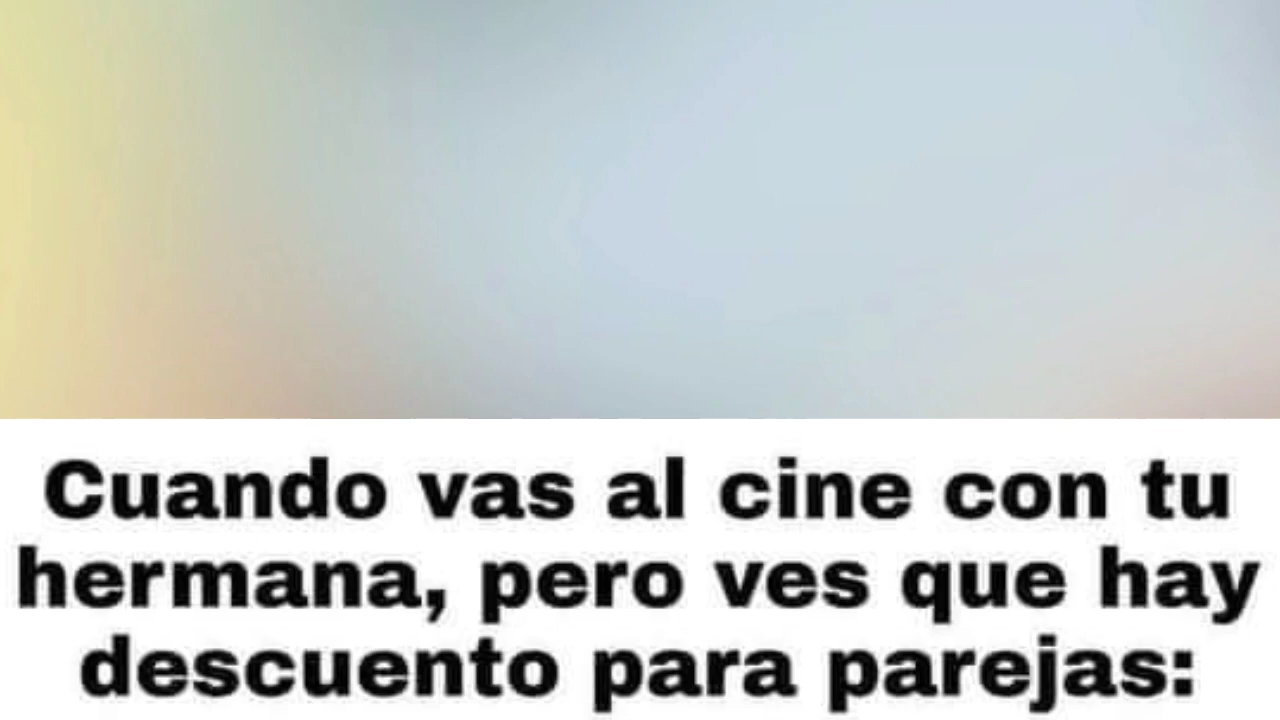 Cuando vas al cine con tu
hermana, pero ves que hay
descuento para parejas: